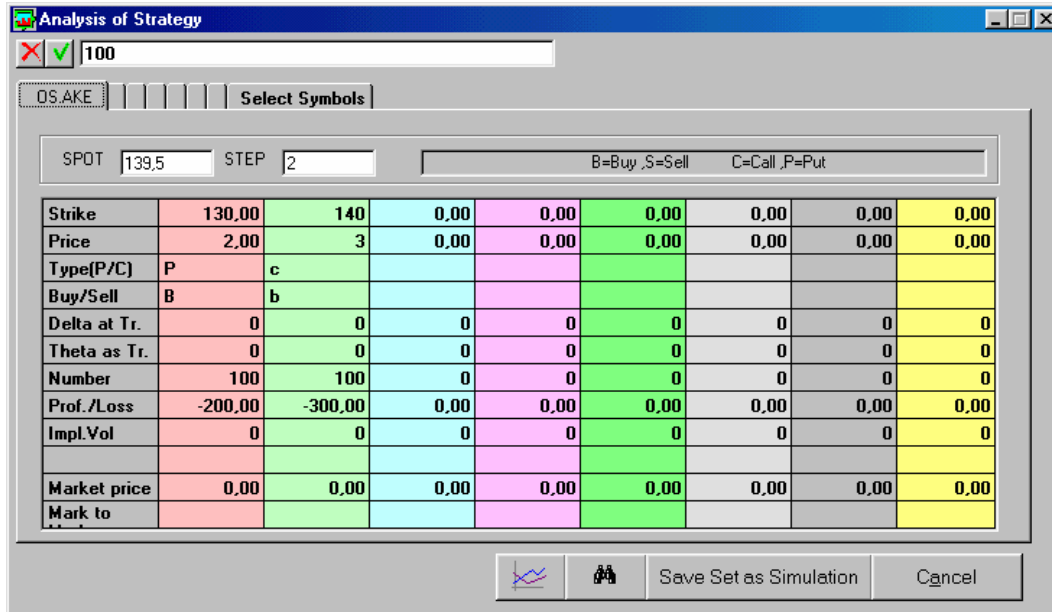 Analysis of Strategy
100
OS.AKE Select Symbols
SPOT 139,5 STEP 2 B=Buy ,S=Sell C=Call ,P=Put
Strike 130,00 140 0,00 0,00 0,00 0,00 0,00 0,00
Price 2,00 3 0,00 0,00 0,00 0,00 0,00 0,00
Type(P/C) P c
Buy/Sell B b
Delta at Tr. 0 0 0 0 0 0 0 0
Theta as Tr. 0 0 0 0 0 0 0 0
Number 100 100 0 0 0 0 0 0
Prof./Loss -200,00 -300,00 0,00 0,00 0,00 0,00 0,00 0,00
Impl.Vol 0 0 0 0 0 0 0 0
Market price 0,00 0,00 0,00 0,00 0,00 0,00 0,00 0,00
Mark to
Save Set as Simulation Cancel